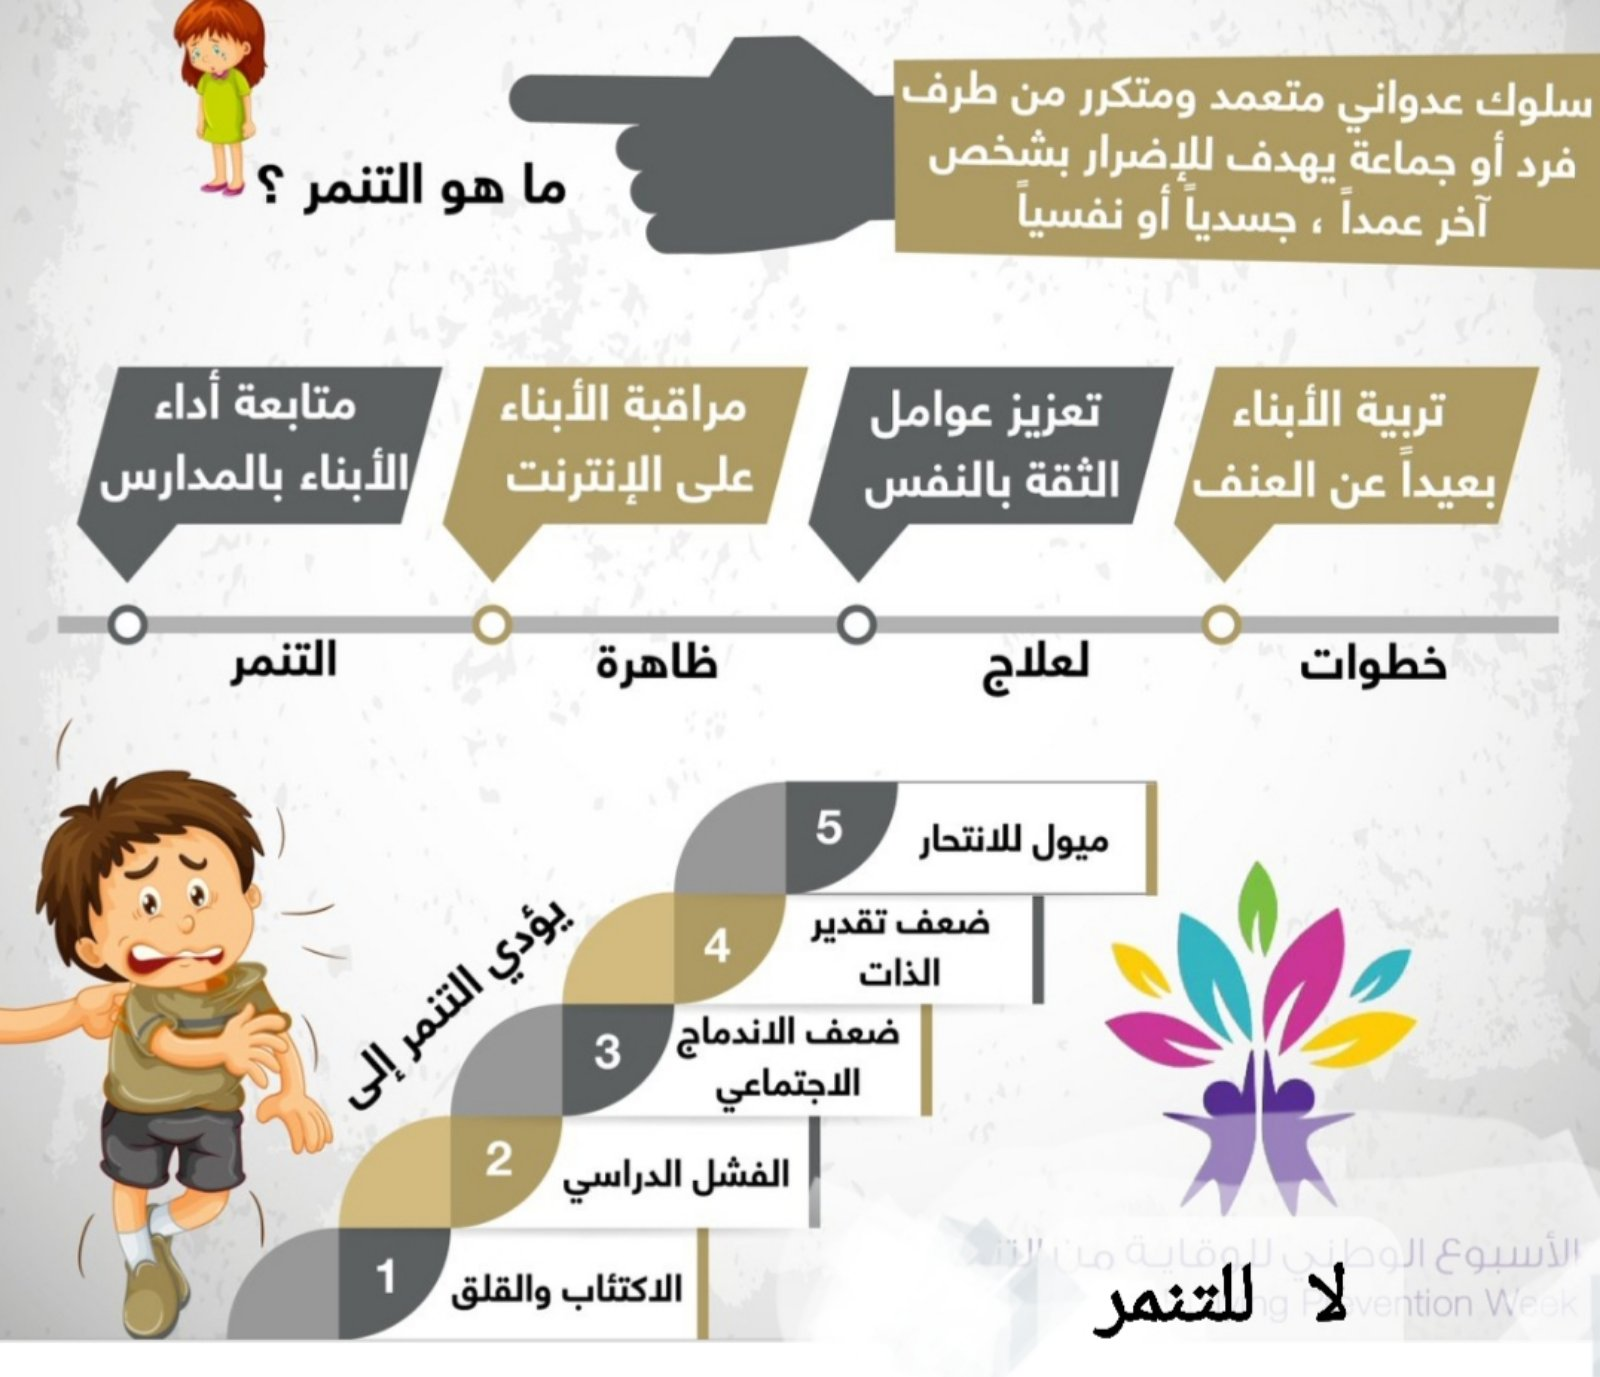 ما هو التنمر ؟
سلوك عدواني متعمد ومتكرر من طرف
فرد أو جماعة يهدف للإضرار بشخص
آخر عمداً ، جسدياً أو نفسياً
تربية الأبناء
بعيداً عن العنف
تعزيز عوامل
الثقة بالنفس
مراقبة الأبناء
على الإنترنت
متابعة أداء
الأبناء بالمدارس
خطوات لعلاج ظاهرة التنمر
يؤدي التنمر إلى
5 ميول للانتحار
4 ضعف تقدير
الذات
3 ضعف الاندماج
الاجتماعي
2 الفشل الدراسي
1 الاكتئاب والقلق
الأسبوع الوطني للوقاية من
Week
لا للتنمر